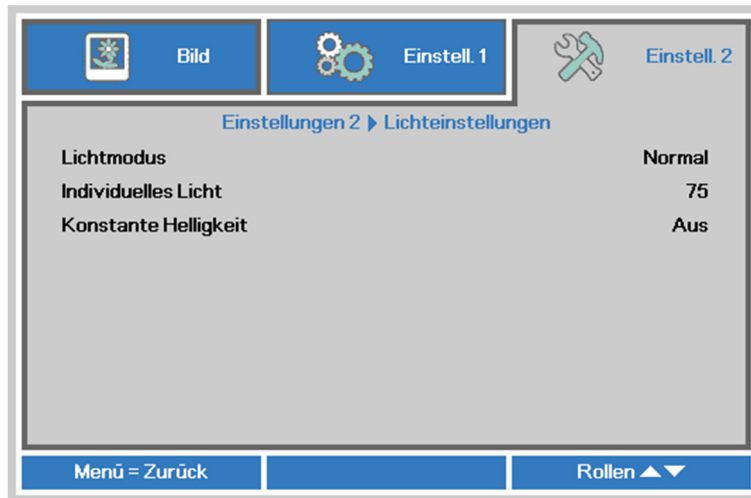 Bild
Einstell. 1
Einstell. 2
Einstellungen 2 ▶ Lichteinstellungen
Lichtmodus Normal
Individuelles Licht 75
Konstante Helligkeit Aus
Menü = Zurück
Rollen ▲▼